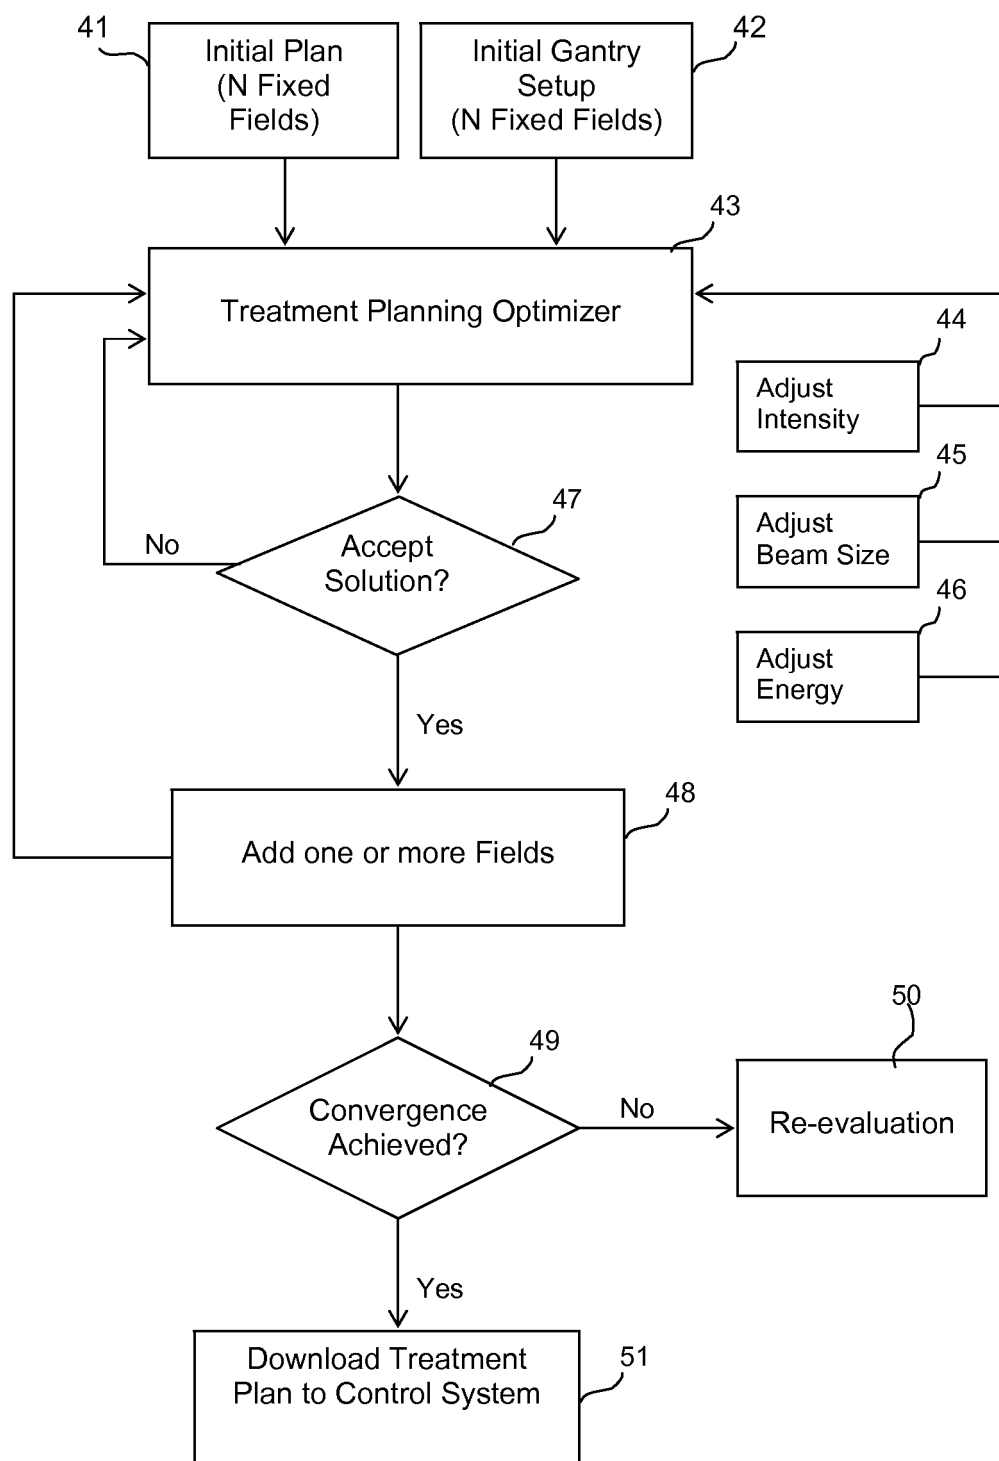 41
Initial Plan
(N Fixed
Fields)
42
Initial Gantry
Setup
(N Fixed Fields)
43
Treatment Planning Optimizer
44
Adjust
Intensity
45
Adjust
Beam Size
46
Adjust
Energy
47
Accept
Solution?
No
Yes
48
Add one or more Fields
49
Convergence
Achieved?
No
50
Re-evaluation
Yes
51
Download Treatment
Plan to Control System